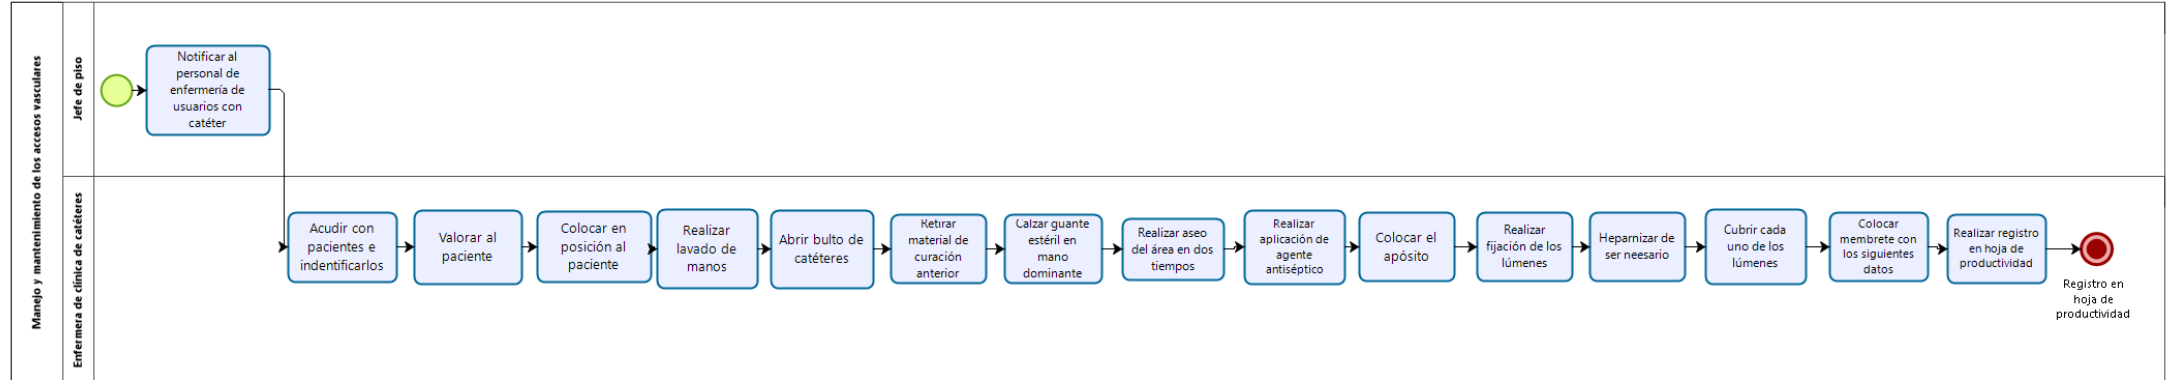 Manejo y mantenimiento de los accesos vasculares
Jefe de piso
Notificar al
personal de
enfermería de
usuarios con
catéter
Enfermera de clínica de catéteres
Acudir con
pacientes e
indentificarlos
Valorar al
paciente
Colocar en
posición al
paciente
Realizar
lavado de
manos
Abrir bulto de
catéteres
Retirar
material de
curación
anterior
Calzar guante
estéril en
mano
dominante
Realizar aseo
del área en dos
tiempos
Realizar
aplicación de
agente
antiséptico
Colocar el
apósito
Realizar
fijación de los
lúmenes
Heparnizar de
ser neesario
Cubrir cada
uno de los
lúmenes
Colocar
membrete con
los siguientes
datos
Realizar registro
en hoja de
productividad
Registro en
hoja de
productividad